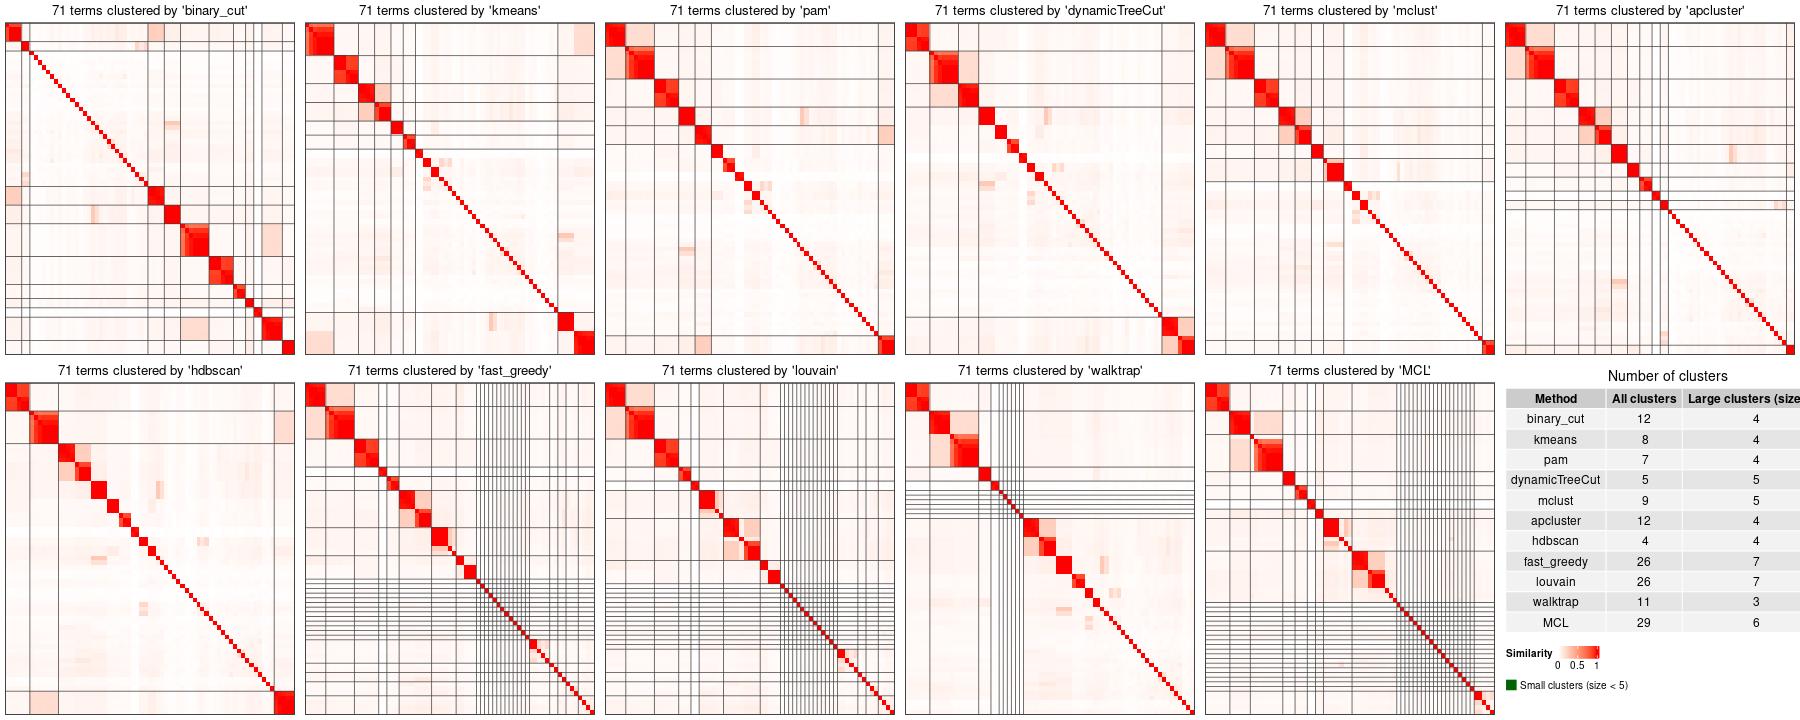 71 terms clustered by 'binary_cut'
71 terms clustered by 'kmeans'
71 terms clustered by 'pam'
71 terms clustered by 'dynamicTreeCut'
71 terms clustered by 'mclust'
71 terms clustered by 'apcluster'
71 terms clustered by 'hdbscan'
71 terms clustered by 'fast_greedy'
71 terms clustered by 'louvain'
71 terms clustered by 'walktrap'
71 terms clustered by 'MCL'
Number of clusters
Method All clusters Large clusters (size
binary_cut 12 4
kmeans 8 4
pam 7 4
dynamicTreeCut 5 5
mclust 9 5
apcluster 12 4
hdbscan 4 4
fast_greedy 26 7
louvain 26 7
walktrap 11 3
MCL 29 6
Similarity
0 0.5 1
Small clusters (size < 5)